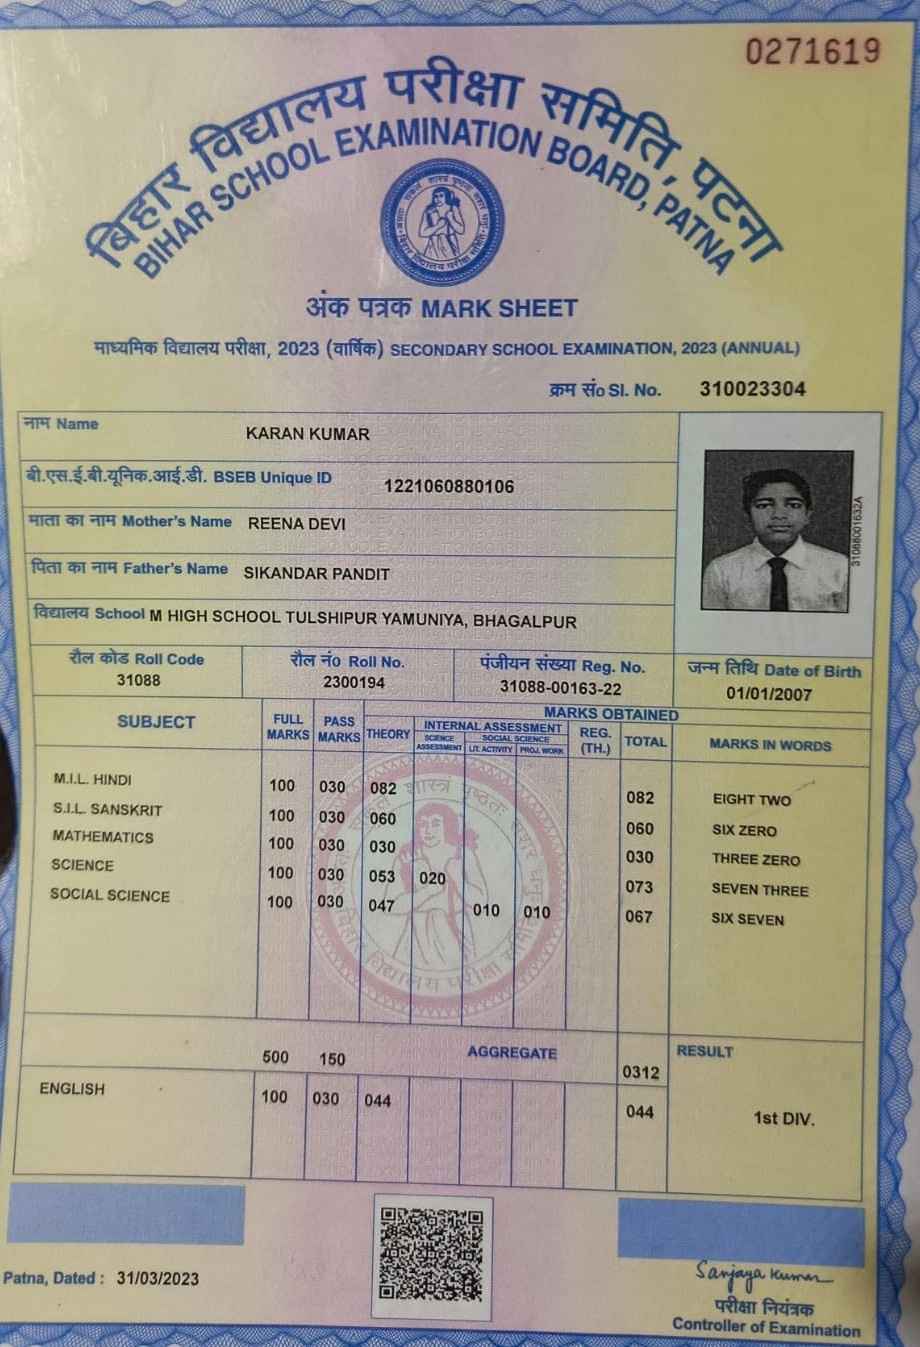 0271619
बिहार विद्यालय परीक्षा समिति, पटना
BIHAR SCHOOL EXAMINATION BOARD, PATNA
अंक पत्रक MARK SHEET
माध्यमिक विद्यालय परीक्षा, 2023 (वार्षिक) SECONDARY SCHOOL EXAMINATION, 2023 (ANNUAL)
क्रम सं० Sl. No. 310023304
नाम Name KARAN KUMAR
बी.एस.ई.बी.यूनिक.आई.डी. BSEB Unique ID 1221060880106
माता का नाम Mother's Name REENA DEVI
पिता का नाम Father's Name SIKANDAR PANDIT
विद्यालय School M HIGH SCHOOL TULSHIPUR YAMUNIYA, BHAGALPUR
31088001632A
रौल कोड Roll Code रौल नं० Roll No. पंजीयन संख्या Reg. No. जन्म तिथि Date of Birth
31088 2300194 31088-00163-22 01/01/2007
SUBJECT FULL MARKS PASS MARKS MARKS OBTAINED
THEORY INTERNAL ASSESSMENT REG. (TH.) TOTAL MARKS IN WORDS
SCIENCE ASSESSMENT SOCIAL SCIENCE
LIT. ACTIVITY PROJ. WORK
M.I.L. HINDI 100 030 082 082 EIGHT TWO
S.I.L. SANSKRIT 100 030 060 060 SIX ZERO
MATHEMATICS 100 030 030 030 THREE ZERO
SCIENCE 100 030 053 020 073 SEVEN THREE
SOCIAL SCIENCE 100 030 047 010 010 067 SIX SEVEN
500 150 AGGREGATE 0312 RESULT
ENGLISH 100 030 044 044 1st DIV.
Patna, Dated : 31/03/2023
Sanjaya Kumar
परीक्षा नियंत्रक
Controller of Examination